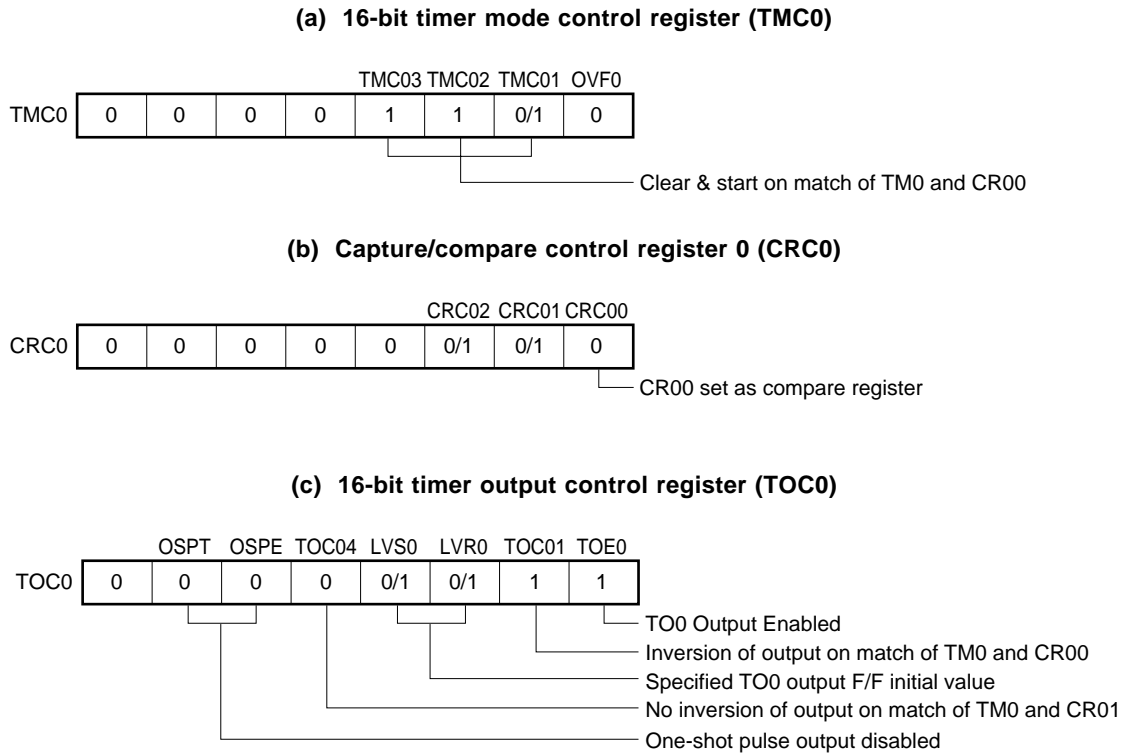 (a) 16-bit timer mode control register (TMC0)
TMC03 TMC02 TMC01 OVF0
TMC0 0 0 0 0 1 1 0/1 0
Clear & start on match of TM0 and CR00
(b) Capture/compare control register 0 (CRC0)
CRC02 CRC01 CRC00
CRC0 0 0 0 0 0 0/1 0/1 0
CR00 set as compare register
(c) 16-bit timer output control register (TOC0)
OSPT OSPE TOC04 LVS0 LVR0 TOC01 TOE0
TOC0 0 0 0 0 0/1 0/1 1 1
TO0 Output Enabled
Inversion of output on match of TM0 and CR00
Specified TO0 output F/F initial value
No inversion of output on match of TM0 and CR01
One-shot pulse output disabled